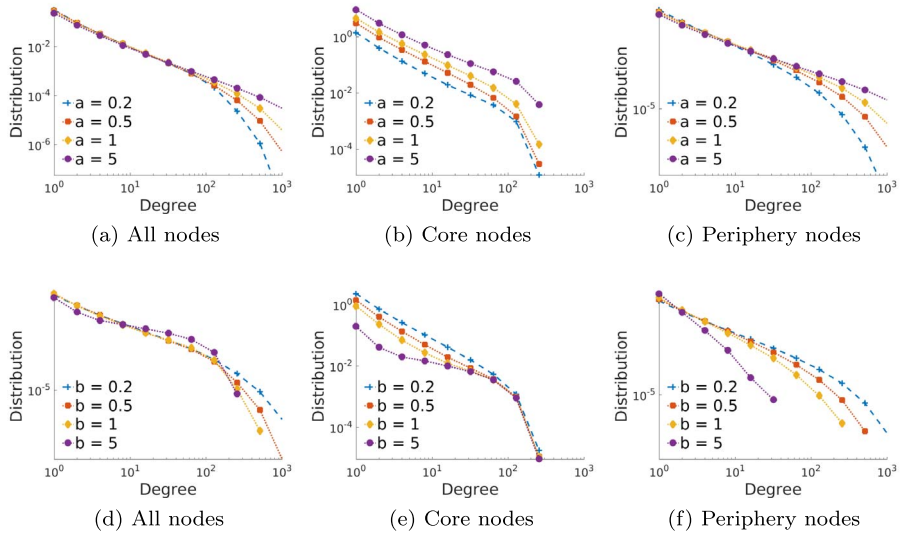 Distribution
10^-2
10^-4
10^-6
a = 0.2
a = 0.5
a = 1
a = 5
10^0 10^1 10^2 10^3
Degree
(a) All nodes
Distribution
10^0
10^-2
10^-4
a = 0.2
a = 0.5
a = 1
a = 5
10^0 10^1 10^2 10^3
Degree
(b) Core nodes
Distribution
10^-5
a = 0.2
a = 0.5
a = 1
a = 5
10^0 10^1 10^2 10^3
Degree
(c) Periphery nodes
Distribution
10^-5
b = 0.2
b = 0.5
b = 1
b = 5
10^0 10^1 10^2 10^3
Degree
(d) All nodes
Distribution
10^0
10^-2
10^-4
b = 0.2
b = 0.5
b = 1
b = 5
10^0 10^1 10^2 10^3
Degree
(e) Core nodes
Distribution
10^-5
b = 0.2
b = 0.5
b = 1
b = 5
10^0 10^1 10^2 10^3
Degree
(f) Periphery nodes